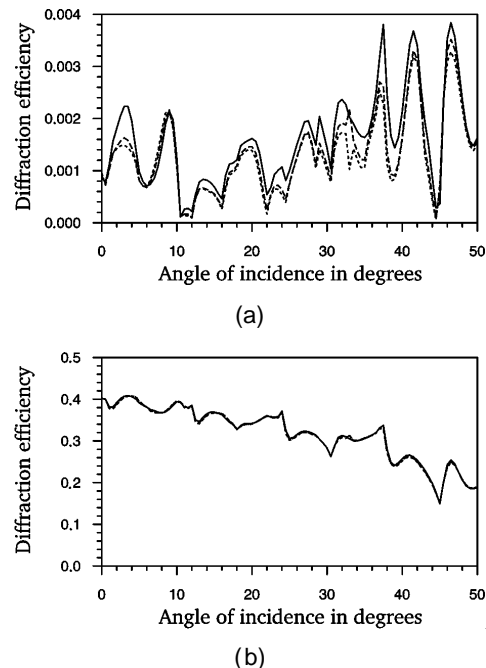 0.004
0.003
0.002
0.001
0.000
Diffraction efficiency
0 10 20 30 40 50
Angle of incidence in degrees
(a)
0.5
0.4
0.3
0.2
0.1
0.0
Diffraction efficiency
0 10 20 30 40 50
Angle of incidence in degrees
(b)